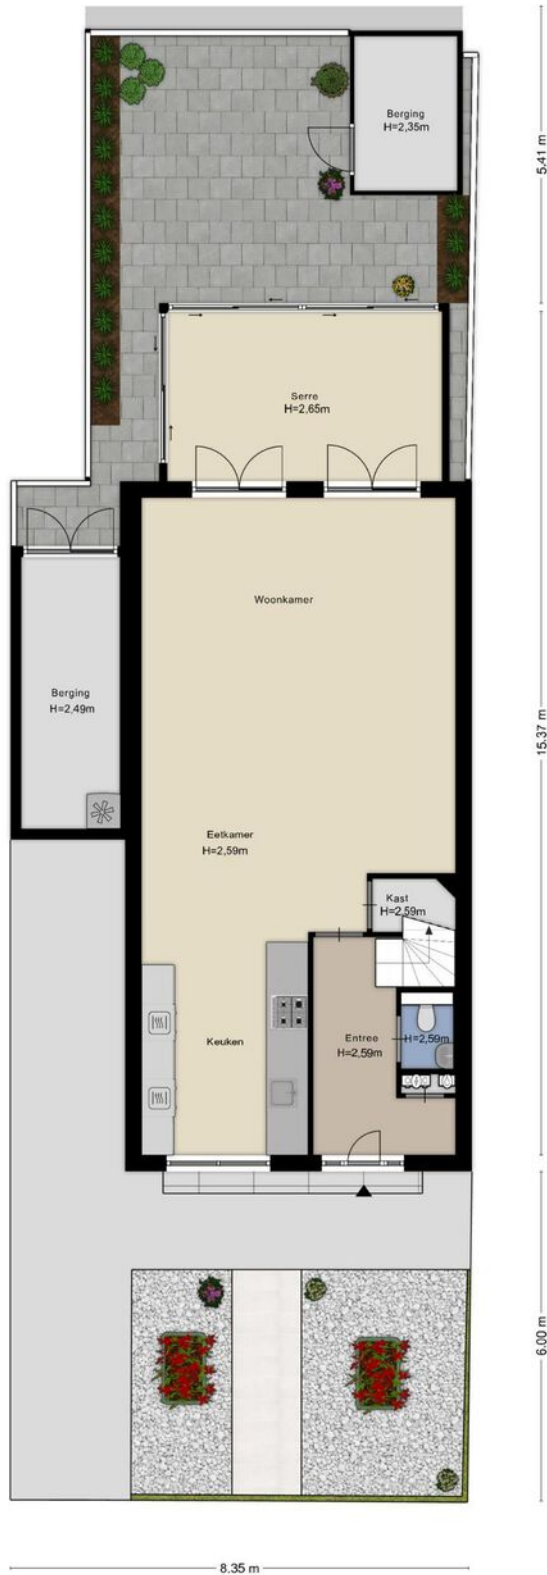 Berging
H=2,35m
5.41 m
Serre
H=2,65m
Woonkamer
Berging
H=2,49m
15.37 m
Eetkamer
H=2,59m
Kast
H=2,59m
Keuken
Entree
H=2,59m
H=2,59m
6.00 m
8.35 m